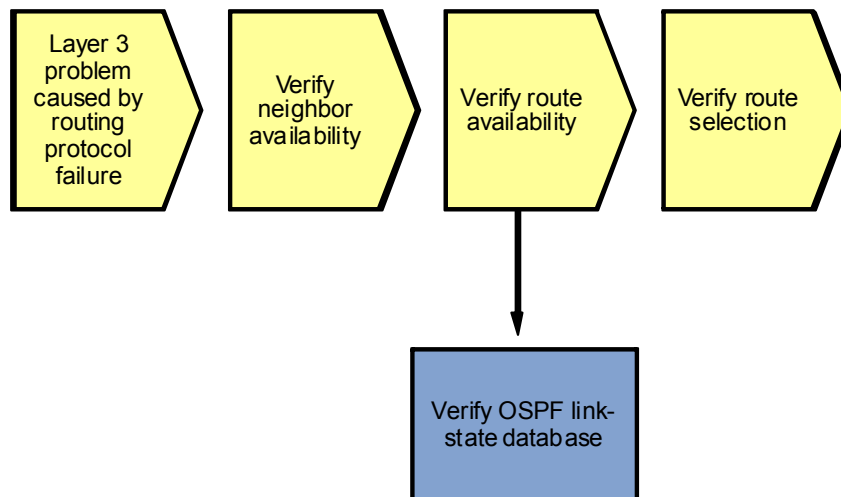 Layer 3
problem
caused by
routing
protocol
failure
Verify
neighbor
availability
Verify route
availability
Verify route
selection
Verify OSPF link-
state database